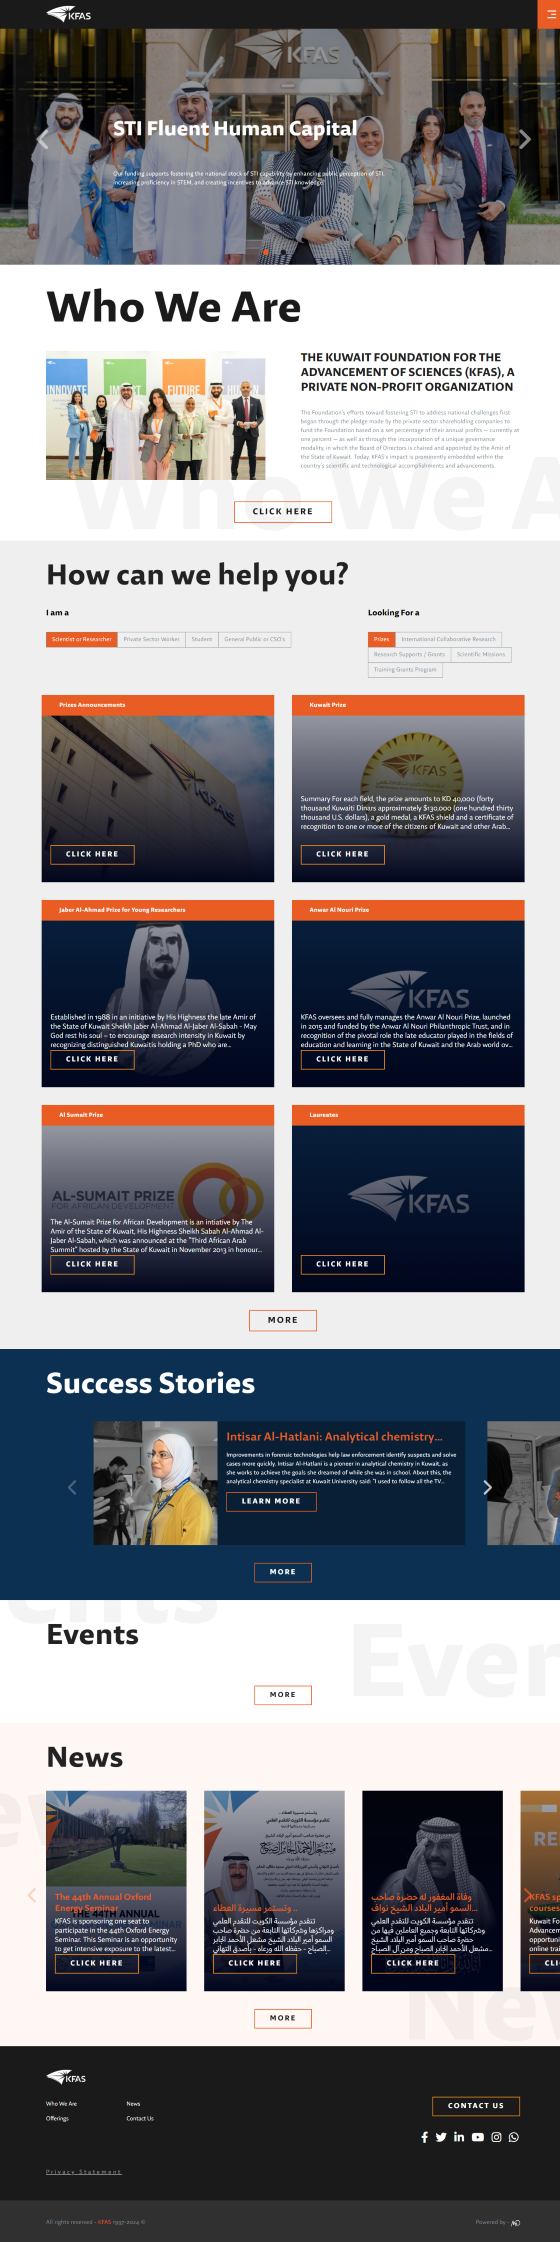 KFAS
KFAS
STI Fluent Human Capital
Our funding supports fostering the national stock of STI capability by enhancing public perception of STI,
increasing proficiency in STEM, and creating incentives to advance STI knowledge.
Who We Are
INNOVATE
FUTURE
THE KUWAIT FOUNDATION FOR THE
ADVANCEMENT OF SCIENCES (KFAS), A
PRIVATE NON-PROFIT ORGANIZATION
The Foundation's efforts toward fostering STI to address national challenges first
began through the pledge made by the private sector shareholding companies to
fund the Foundation based on a set percentage of their annual profits – currently at
one percent – as well as through the incorporation of a unique governance
modality, in which the Board of Directors is chaired and appointed by the Amir of
the State of Kuwait. Today, KFAS's impact is prominently embedded within the
country's scientific and technological accomplishments and advancements.
Who We A
CLICK HERE
How can we help you?
I am a
Scientist or Researcher
Private Sector Worker
Student
General Public or CSO's
Looking For a
Prizes
International Collaborative Research
Research Supports / Grants
Scientific Missions
Training Grants Program
Prizes Announcements
KFAS
CLICK HERE
Kuwait Prize
KFAS
Summary For each field, the prize amounts to KD 40,000 (forty
thousand Kuwaiti Dinars approximately $130,000 (one hundred thirty
thousand U.S. dollars), a gold medal, a KFAS shield and a certificate of
recognition to one or more of the citizens of Kuwait and other Arab...
CLICK HERE
Jaber Al-Ahmad Prize for Young Researchers
Established in 1988 in an initiative by His Highness the late Amir of
the State of Kuwait Sheikh Jaber Al-Ahmad Al-Jaber Al-Sabah - May
God rest his soul – to encourage research intensity in Kuwait by
recognizing distinguished Kuwaitis holding a PhD who are...
CLICK HERE
Anwar Al Nouri Prize
KFAS
KFAS oversees and fully manages the Anwar Al Nouri Prize, launched
in 2015 and funded by the Anwar Al Nouri Philanthropic Trust, and in
recognition of the pivotal role the late educator played in the fields of
education and learning in the State of Kuwait and the Arab world ov...
CLICK HERE
Al Sumait Prize
AL-SUMAIT PRIZE
FOR AFRICAN DEVELOPMENT
The Al-Sumait Prize for African Development is an intiative by The
Amir of the State of Kuwait, His Highness Sheikh Sabah Al-Ahmad Al-
Jaber Al-Sabah, which was announced at the "Third African Arab
Summit" hosted by the State of Kuwait in November 2013 in honour...
CLICK HERE
Laureates
KFAS
CLICK HERE
MORE
Success Stories
Intisar Al-Hatlani: Analytical chemistry...
Improvements in forensic technologies help law enforcement identify suspects and solve
cases more quickly. Intisar Al-Hatlani is a pioneer in analytical chemistry in Kuwait, as
she works to achieve the goals she dreamed of while she was in school. About this, the
analytical chemistry specialist at Kuwait University said: "I used to follow all the TV...
LEARN MORE
MORE
Events
Even
MORE
News
The 44th Annual Oxford
Energy Seminar
KFAS is sponsoring one seat to
participate in the 44th Oxford Energy
Seminar. This Seminar is an opportunity
to get intensive exposure to the latest...
CLICK HERE
وتستمر مسيرة العطاء ..
تتقدم مؤسسة الكويت للتقدم العلمي
ومراكزها وشركاتها التابعة من حضرة صاحب
السمو أمير البلاد الشيخ مشعل الأحمد الجابر
الصباح - حفظه الله ورعاه - بأصدق التهاني...
CLICK HERE
وفاة المغفور له حضرة صاحب
السمو أمير البلاد الشيخ نواف...
تتقدم مؤسسة الكويت للتقدم العلمي
وشركاتها التابعة وجميع العاملين فيها من
حضرة صاحب السمو أمير البلاد الشيخ
مشعل الأحمد الجابر الصباح ومن آل الصباح...
CLICK HERE
RE
KFAS sp
courses
Kuwait Fo
Advancem
opportuni
online trai
CLI
New
MORE
KFAS
Who We Are
News
Offerings
Contact Us
CONTACT US
Privacy Statement
All rights reserved - KFAS 1997-2024 ©
Powered by -